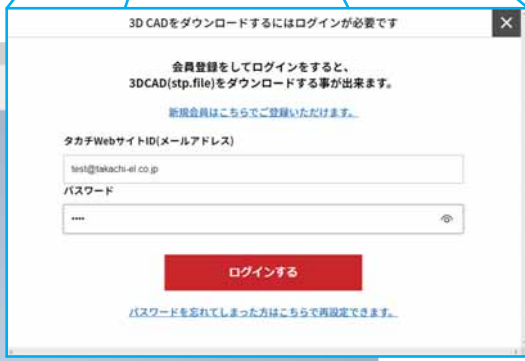 3D CADをダウンロードするにはログインが必要です
会員登録をしてログインをすると、
3DCAD(stp.file)をダウンロードする事が出来ます。
新規会員はこちらでご登録いただけます。
タカチWebサイトID(メールアドレス)
test@takachi-el.co.jp
パスワード
••••
ログインする
パスワードを忘れてしまった方はこちらで再設定できます。